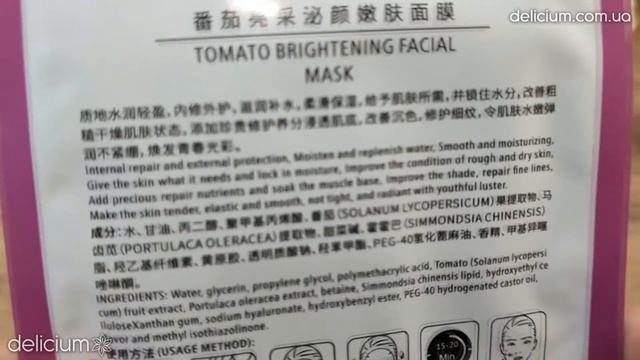 delicium.com.ua
番茄亮采泌颜嫩肤面膜
TOMATO BRIGHTENING FACIAL
MASK
质地水润轻盈，内修外护，滋润补水，柔滑保湿，给予肌肤所需，并锁住水分，改善粗
糙干燥肌肤状态，添加珍贵修护养分浸透肌底，改善沉色，修护细纹，令肌肤水嫩弹
润不紧绷，焕发青春光彩。
Internal repair and external protection, Moisten and replenish water, Smooth and moisturizing,
Give the skin what it needs and lock in moisture, Improve the condition of rough and dry skin,
Add precious repair nutrients and soak the muscle base, Improve the shade, repair fine lines,
Make the skin tender, elastic and smooth, not tight, and radiant with youthful luster.
成分：水、甘油、丙二醇、聚甲基丙烯酸、番茄(SOLANUM LYCOPERSICUM)果提取物、马
齿苋(PORTULACA OLERACEA)提取物、甜菜碱、霍霍巴(SIMMONDSIA CHINENSIS)
脂、羟乙基纤维素、黄原胶、透明质酸钠、羟苯甲酯、PEG-40氢化蓖麻油、香精、甲基异噻
唑啉酮。
INGREDIENTS: Water, glycerin, propylene glycol, polymethacrylic acid, Tomato (Solanum lycopersi
cum) fruit extract, Portulaca oleracea extract, betaine, Simmondsia chinensis lipid, hydroxyethyl ce
lluloseXanthan gum, sodium hyaluronate, hydroxybenzyl ester, PEG-40 hydrogenated castor oil,
avor and methyl isothiazolinone.
使用方法 (USAGE METHOD):
15-20
Min
delicium